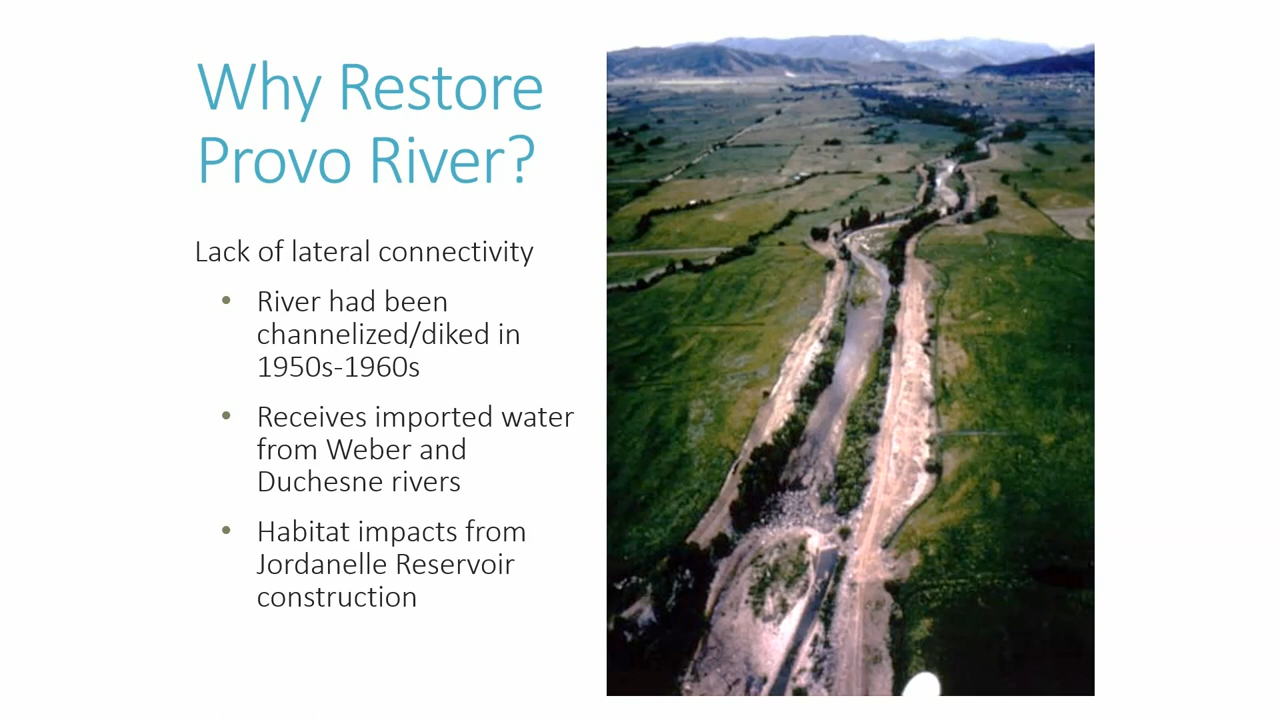 Why Restore
Provo River?
Lack of lateral connectivity
• River had been
channelized/diked in
1950s-1960s
• Receives imported water
from Weber and
Duchesne rivers
• Habitat impacts from
Jordanelle Reservoir
construction